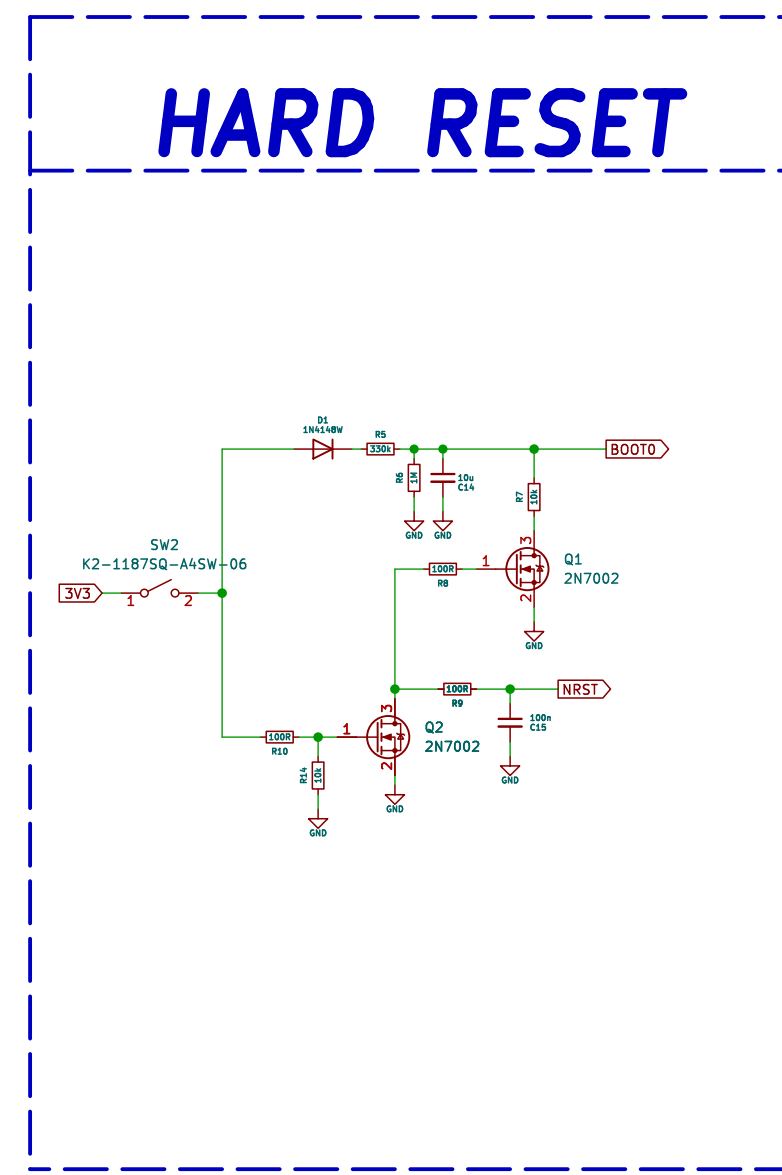 HARD RESET
D1
1N4148W
R5
330k
BOOT0
R6
1M
10u
C14
R7
10k
GND
GND
SW2
K2-1187SQ-A4SW-06
3V3
1
2
100R
R8
1
3
2
Q1
2N7002
GND
100R
R9
NRST
100n
C15
GND
100R
R10
R14
10k
GND
1
3
2
Q2
2N7002
GND